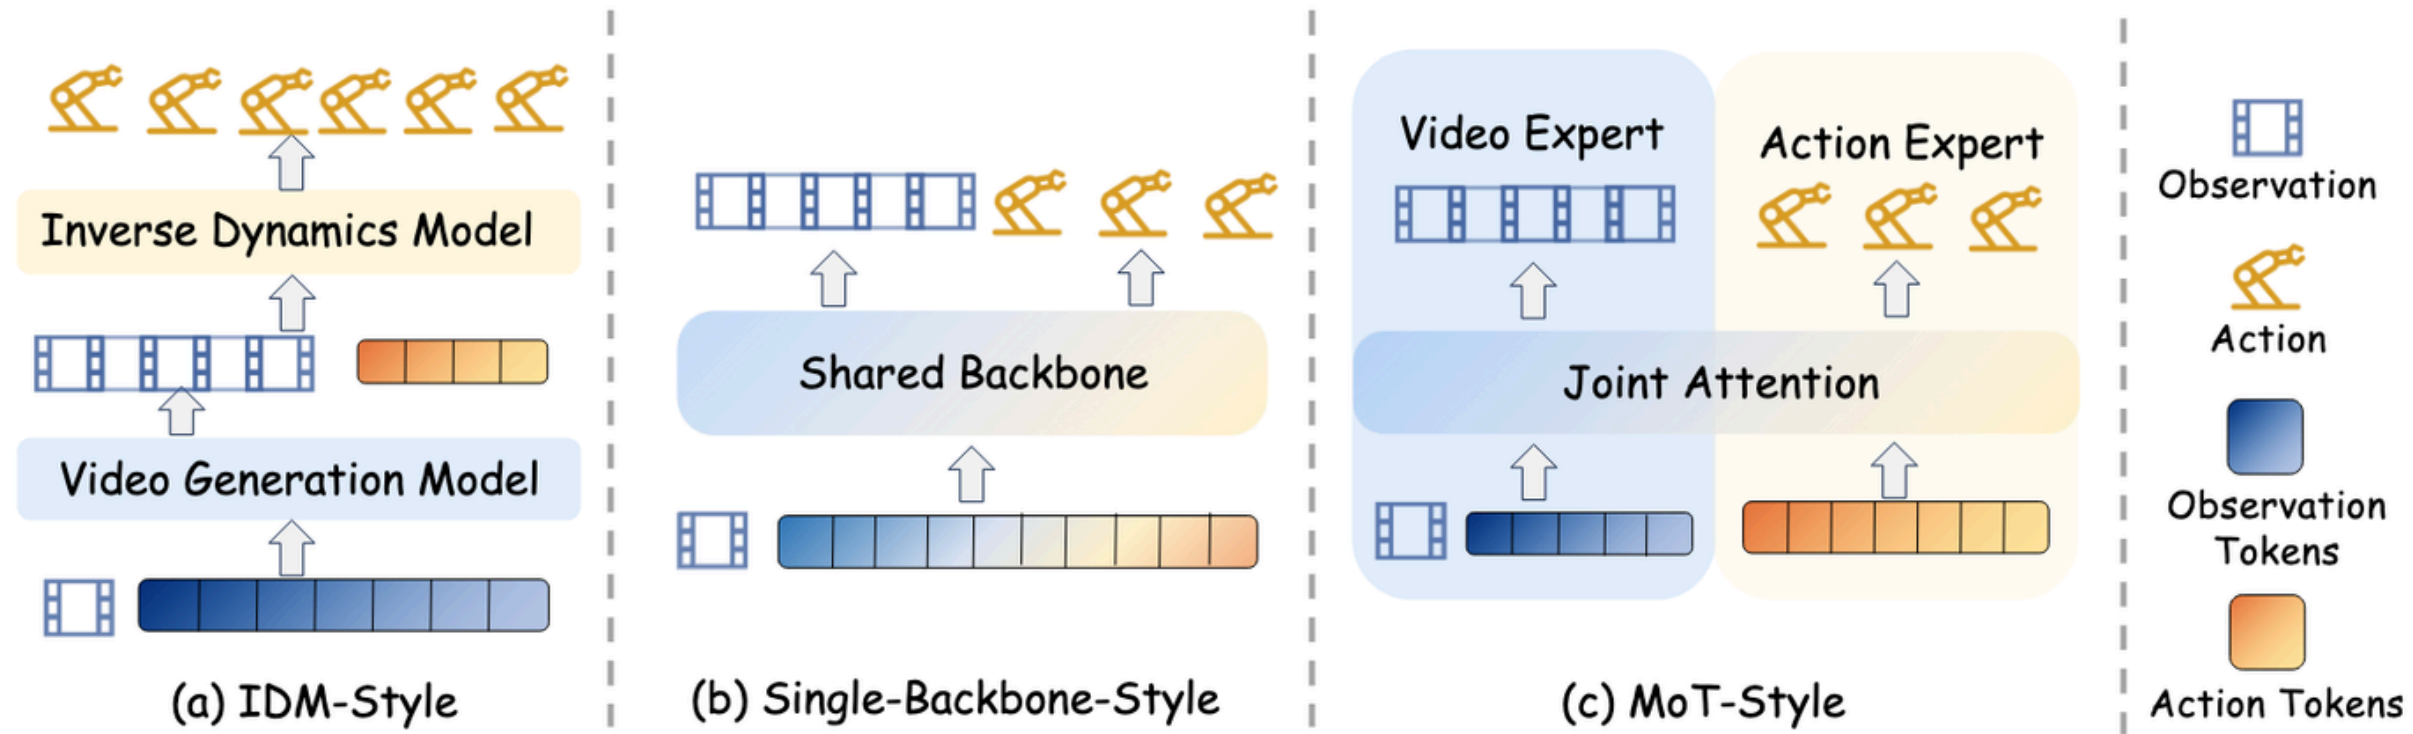 Inverse Dynamics Model
Video Generation Model
(a) IDM-Style
Shared Backbone
(b) Single-Backbone-Style
Video Expert
Action Expert
Joint Attention
(c) MoT-Style
Observation
Action
Observation
Tokens
Action Tokens